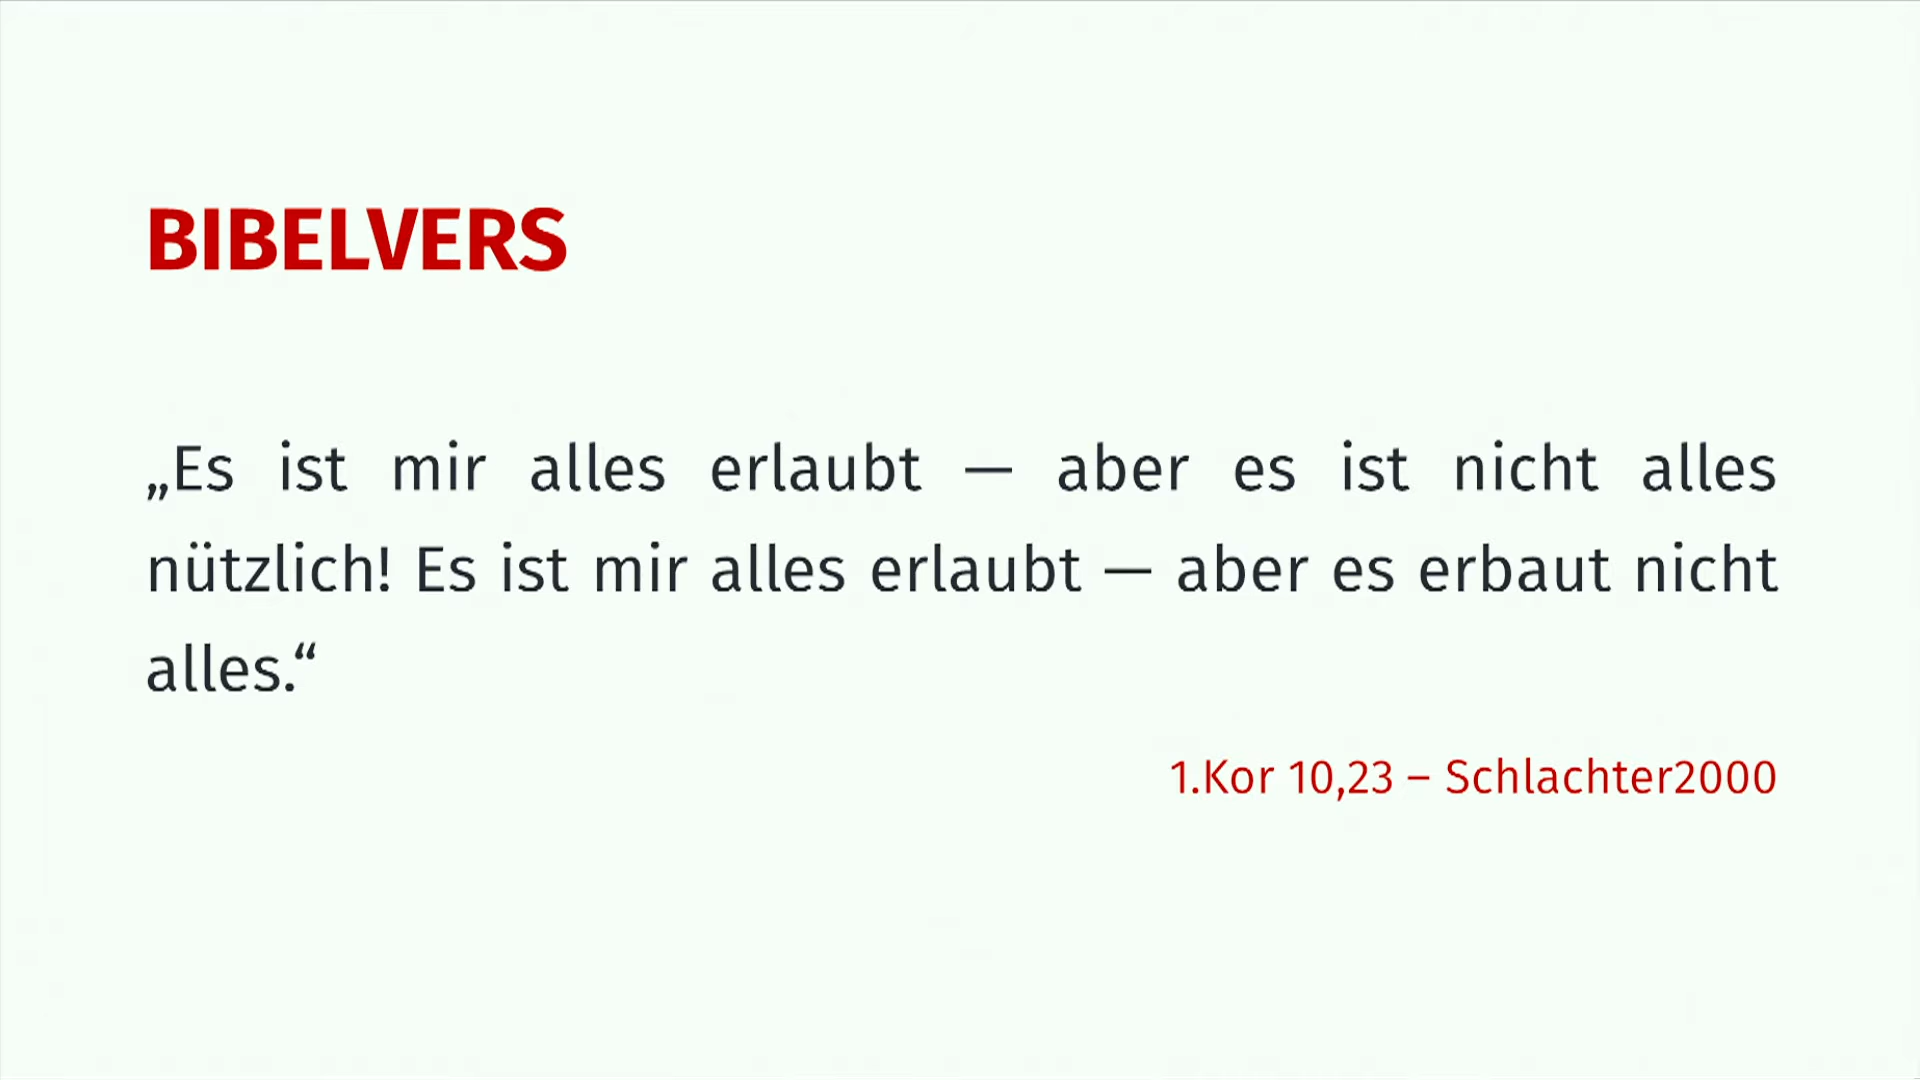 BIBELVERS
„Es ist mir alles erlaubt — aber es ist nicht alles
nützlich! Es ist mir alles erlaubt — aber es erbaut nicht
alles.“
1.Kor 10,23 – Schlachter2000